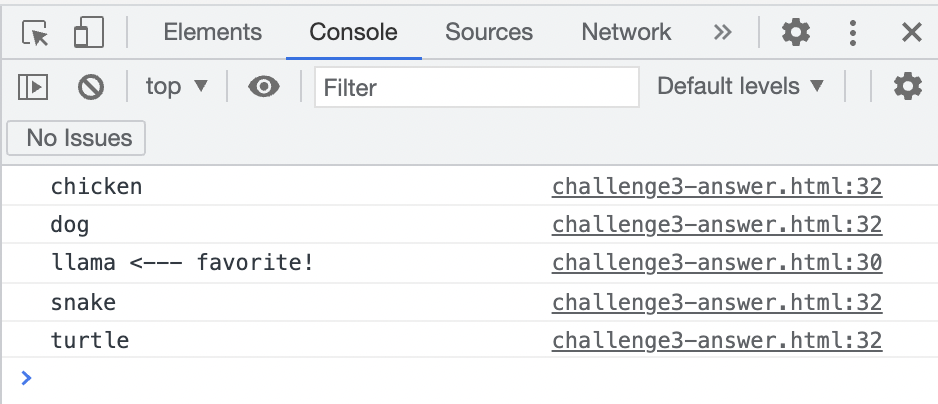 Elements Console Sources Network »
top ▼ Filter Default levels ▼
No Issues
chicken challenge3-answer.html:32
dog challenge3-answer.html:32
llama <--- favorite! challenge3-answer.html:30
snake challenge3-answer.html:32
turtle challenge3-answer.html:32
>